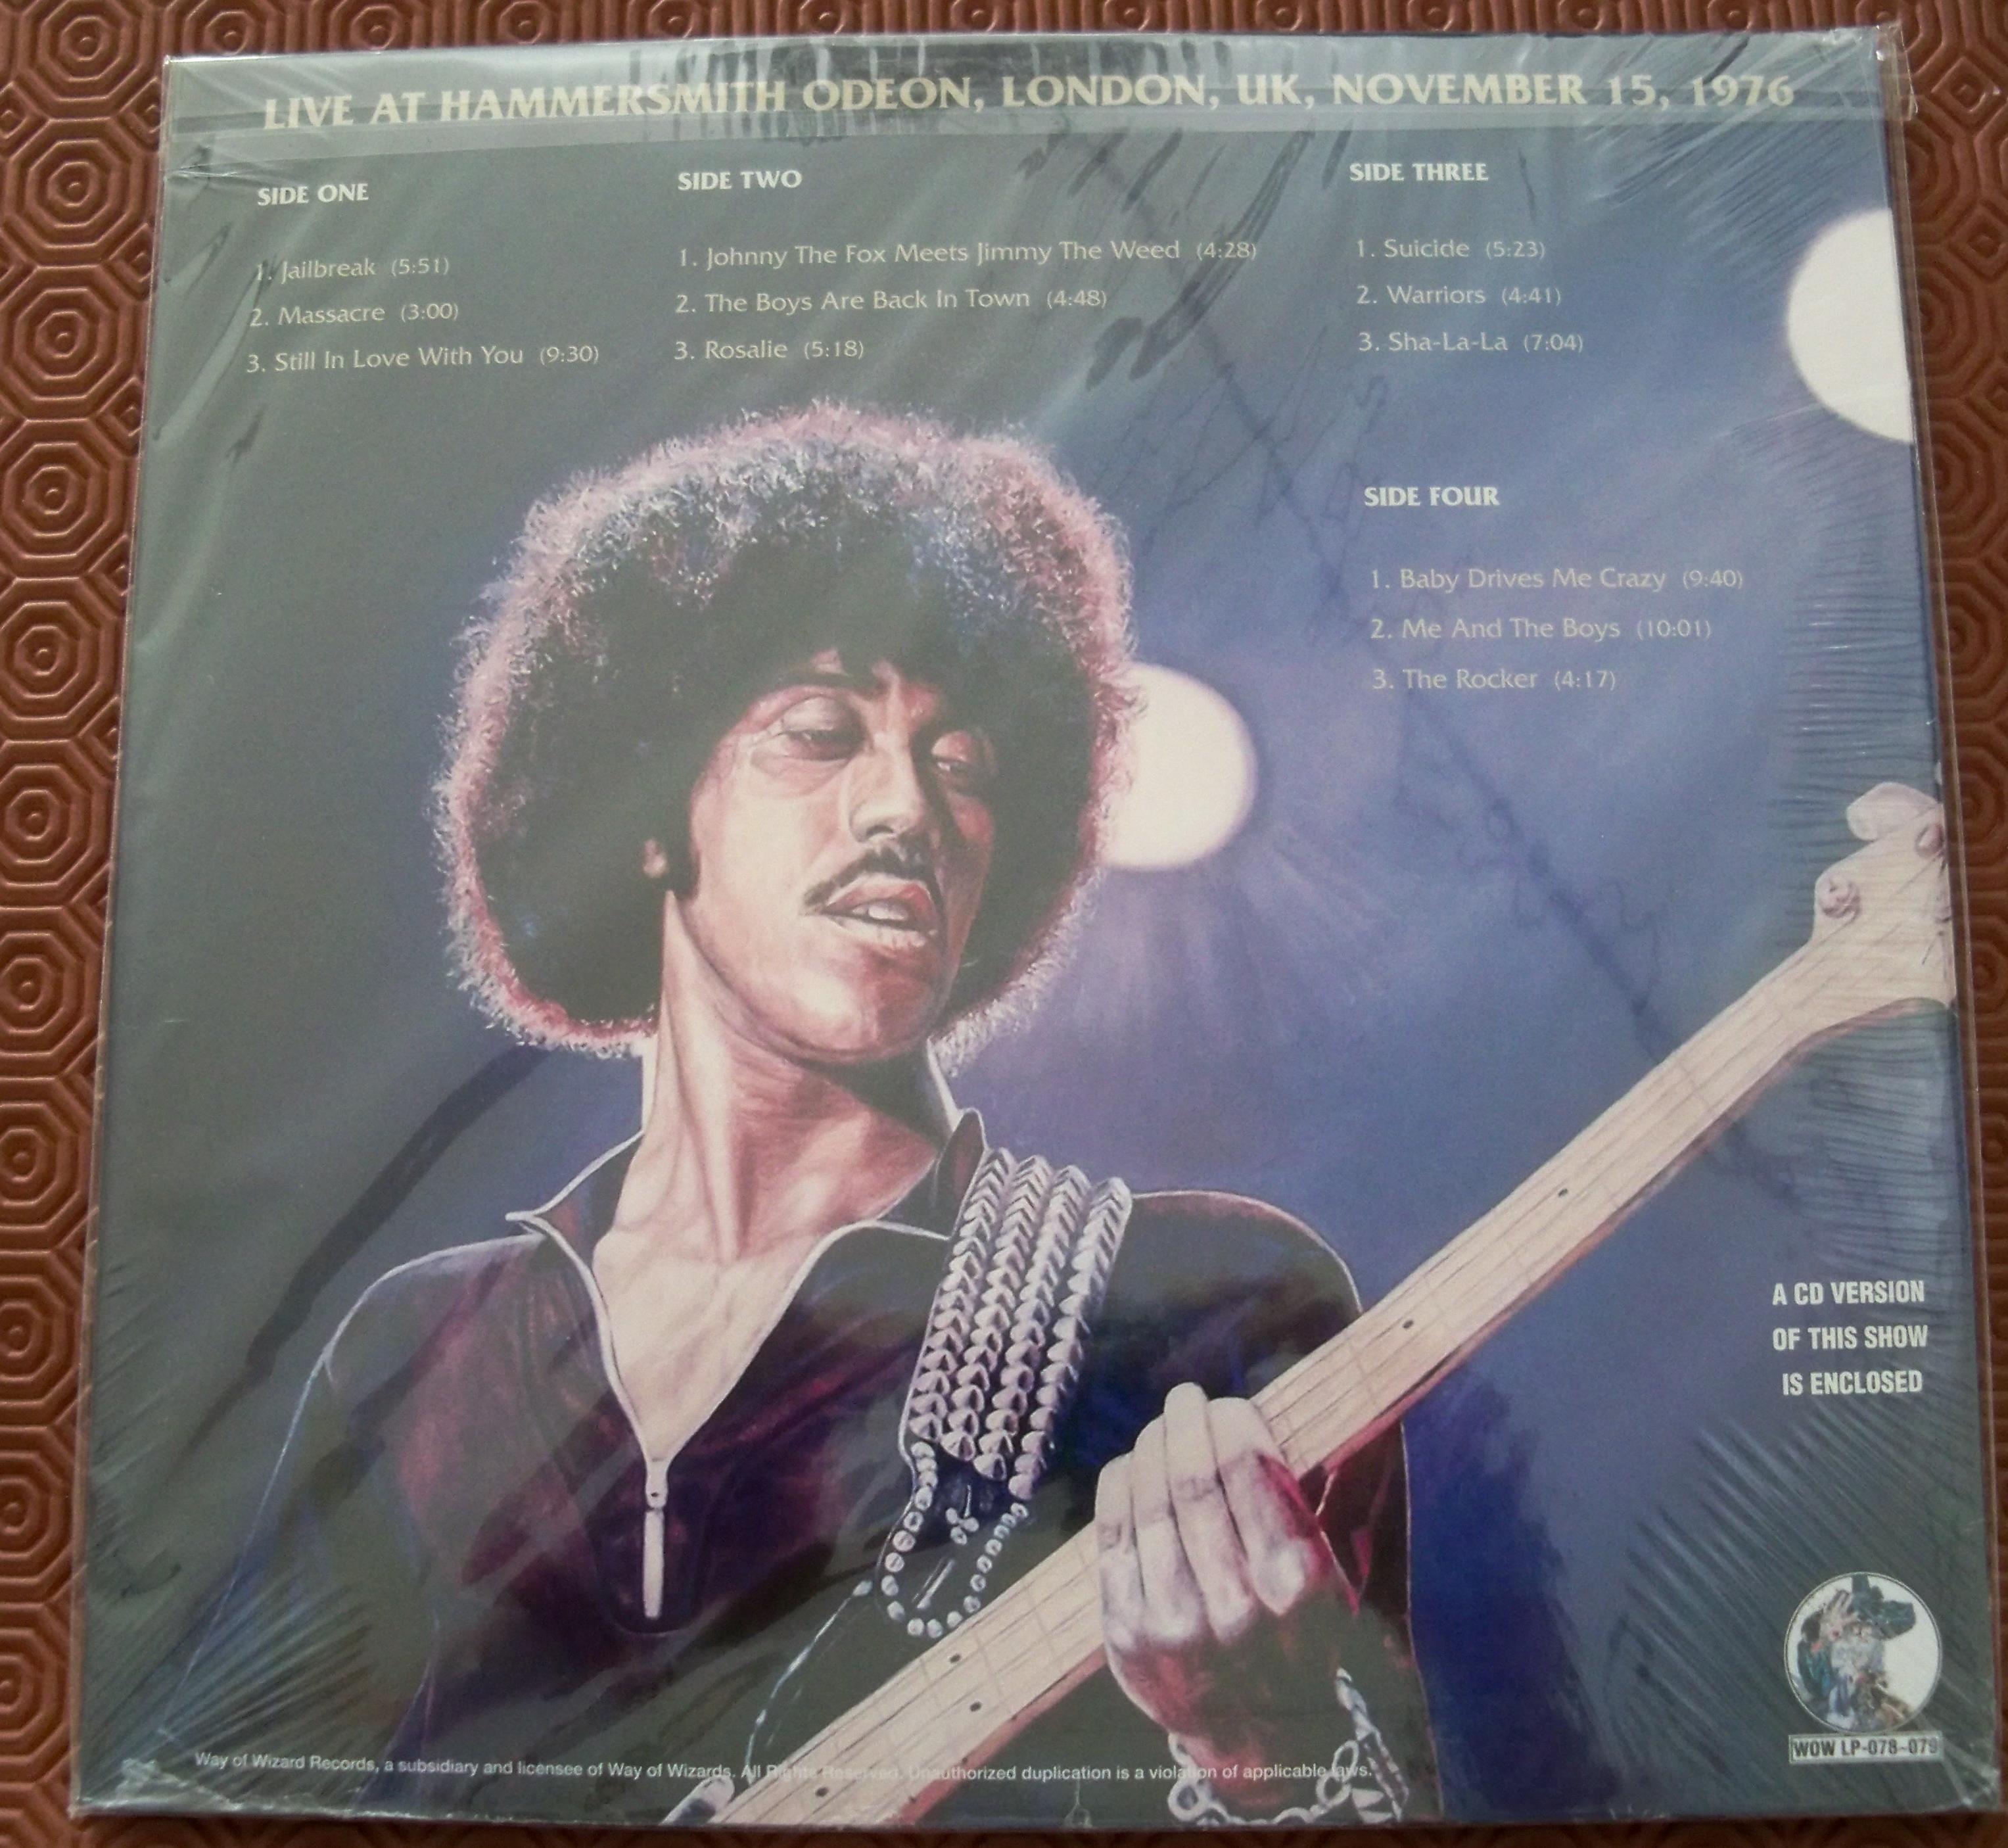 LIVE AT HAMMERSMITH ODEON, LONDON, UK, NOVEMBER 15, 1976
SIDE ONE
1. Jailbreak (5:51)
2. Massacre (3:00)
3. Still In Love With You (9:30)
SIDE TWO
1. Johnny The Fox Meets Jimmy The Weed (4:28)
2. The Boys Are Back In Town (4:48)
3. Rosalie (5:18)
SIDE THREE
1. Suicide (5:23)
2. Warriors (4:41)
3. Sha-La-La (7:04)
SIDE FOUR
1. Baby Drives Me Crazy (9:40)
2. Me And The Boys (10:01)
3. The Rocker (4:17)
A CD VERSION
OF THIS SHOW
IS ENCLOSED
WOW LP-078-079
Way of Wizard Records, a subsidiary and licensee of Way of Wizards. All Rights Reserved. Unauthorized duplication is a violation of applicable laws.